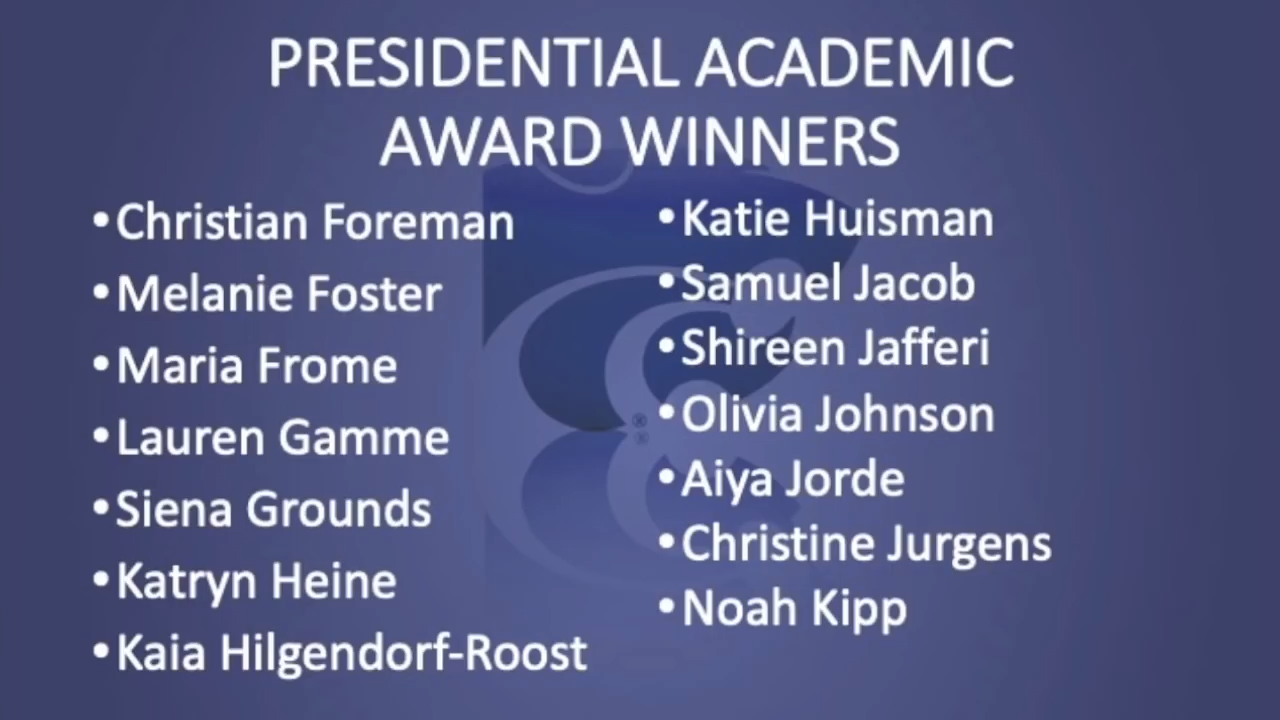 PRESIDENTIAL ACADEMIC
AWARD WINNERS
•Christian Foreman
•Melanie Foster
•Maria Frome
•Lauren Gamme
•Siena Grounds
•Katryn Heine
•Kaia Hilgendorf-Roost
•Katie Huisman
•Samuel Jacob
•Shireen Jafferi
•Olivia Johnson
•Aiya Jorde
•Christine Jurgens
•Noah Kipp